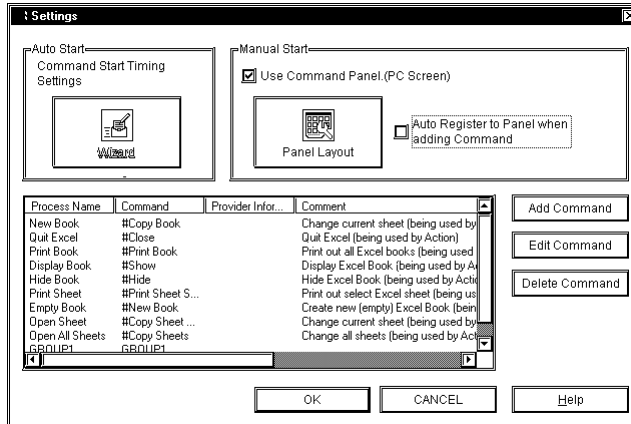 Settings
Auto Start
Manual Start
Command Start Timing
Settings
Use Command Panel.(PC Screen)
Wizard
Panel Layout
Auto Register to Panel when
adding Command
Process Name Command Provider Infor... Comment
New Book #Copy Book Change current sheet (being used by
Quit Excel #Close Quit Excel (being used by Action)
Print Book #Print Book Print out all Excel books (being used
Display Book #Show Display Excel Book (being used by A
Hide Book #Hide Hide Excel Book (being used by Actio
Print Sheet #Print Sheet S... Print out select Excel sheet (being us
Empty Book #New Book Create new (empty) Excel Book (bein
Open Sheet #Copy Sheet ... Change current sheet (being used by
Open All Sheets #Copy Sheets Change all sheets (being used by Act
GROUP1 GROUP1
Add Command
Edit Command
Delete Command
OK
CANCEL
Help